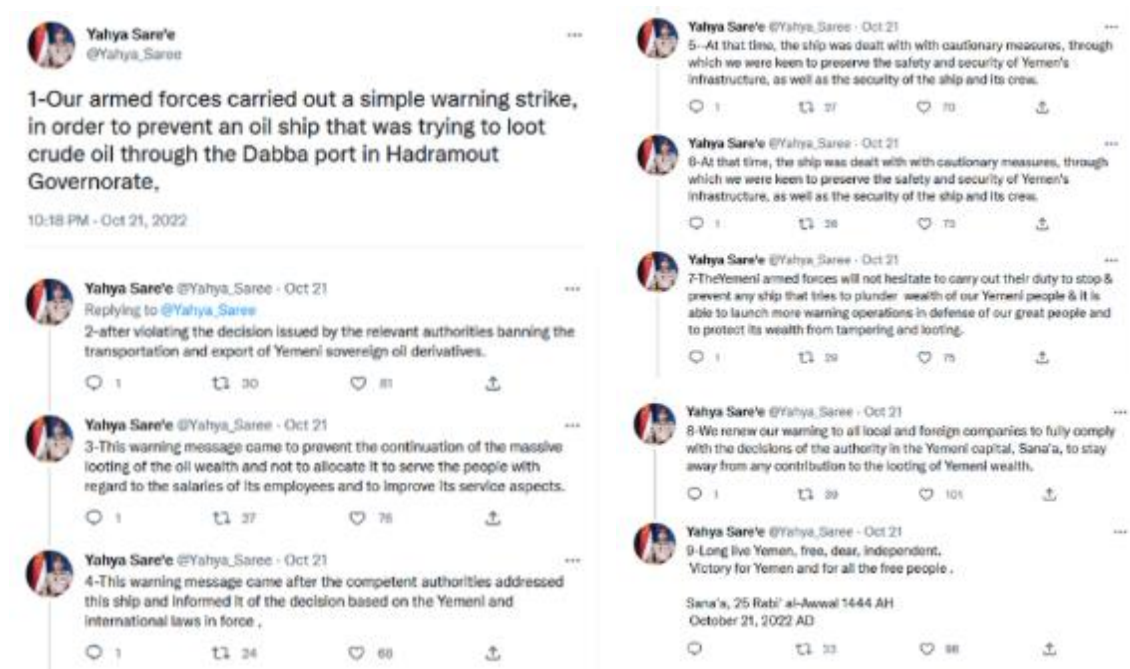 Yahya Sare'e
@Yahya_Saree
1-Our armed forces carried out a simple warning strike,
in order to prevent an oil ship that was trying to loot
crude oil through the Dabba port in Hadramout
Governorate,
10:18 PM · Oct 21, 2022
Yahya Sare'e @Yahya_Saree · Oct 21
Replying to @Yahya_Saree
2-after violating the decision issued by the relevant authorities banning the
transportation and export of Yemeni sovereign oil derivatives.
1 30 81
Yahya Sare'e @Yahya_Saree · Oct 21
3-This warning message came to prevent the continuation of the massive
looting of the oil wealth and not to allocate it to serve the people with
regard to the salaries of its employees and to improve its service aspects.
1 37 76
Yahya Sare'e @Yahya_Saree · Oct 21
4-This warning message came after the competent authorities addressed
this ship and informed it of the decision based on the Yemeni and
international laws in force .
1 24 68
Yahya Sare'e @Yahya_Saree · Oct 21
5--At that time, the ship was dealt with with cautionary measures, through
which we were keen to preserve the safety and security of Yemen's
infrastructure, as well as the security of the ship and its crew.
1 27 70
Yahya Sare'e @Yahya_Saree · Oct 21
6-At that time, the ship was dealt with with cautionary measures, through
which we were keen to preserve the safety and security of Yemen's
infrastructure, as well as the security of the ship and its crew.
1 26 73
Yahya Sare'e @Yahya_Saree · Oct 21
7-TheYemeni armed forces will not hesitate to carry out their duty to stop &
prevent any ship that tries to plunder wealth of our Yemeni people & it is
able to launch more warning operations in defense of our great people and
to protect its wealth from tampering and looting.
1 29 75
Yahya Sare'e @Yahya_Saree · Oct 21
8-We renew our warning to all local and foreign companies to fully comply
with the decisions of the authority in the Yemeni capital, Sana'a, to stay
away from any contribution to the looting of Yemeni wealth.
1 39 101
Yahya Sare'e @Yahya_Saree · Oct 21
9-Long live Yemen, free, dear, independent.
Victory for Yemen and for all the free people .
Sana'a, 25 Rabi' al-Awwal 1444 AH
October 21, 2022 AD
33 98